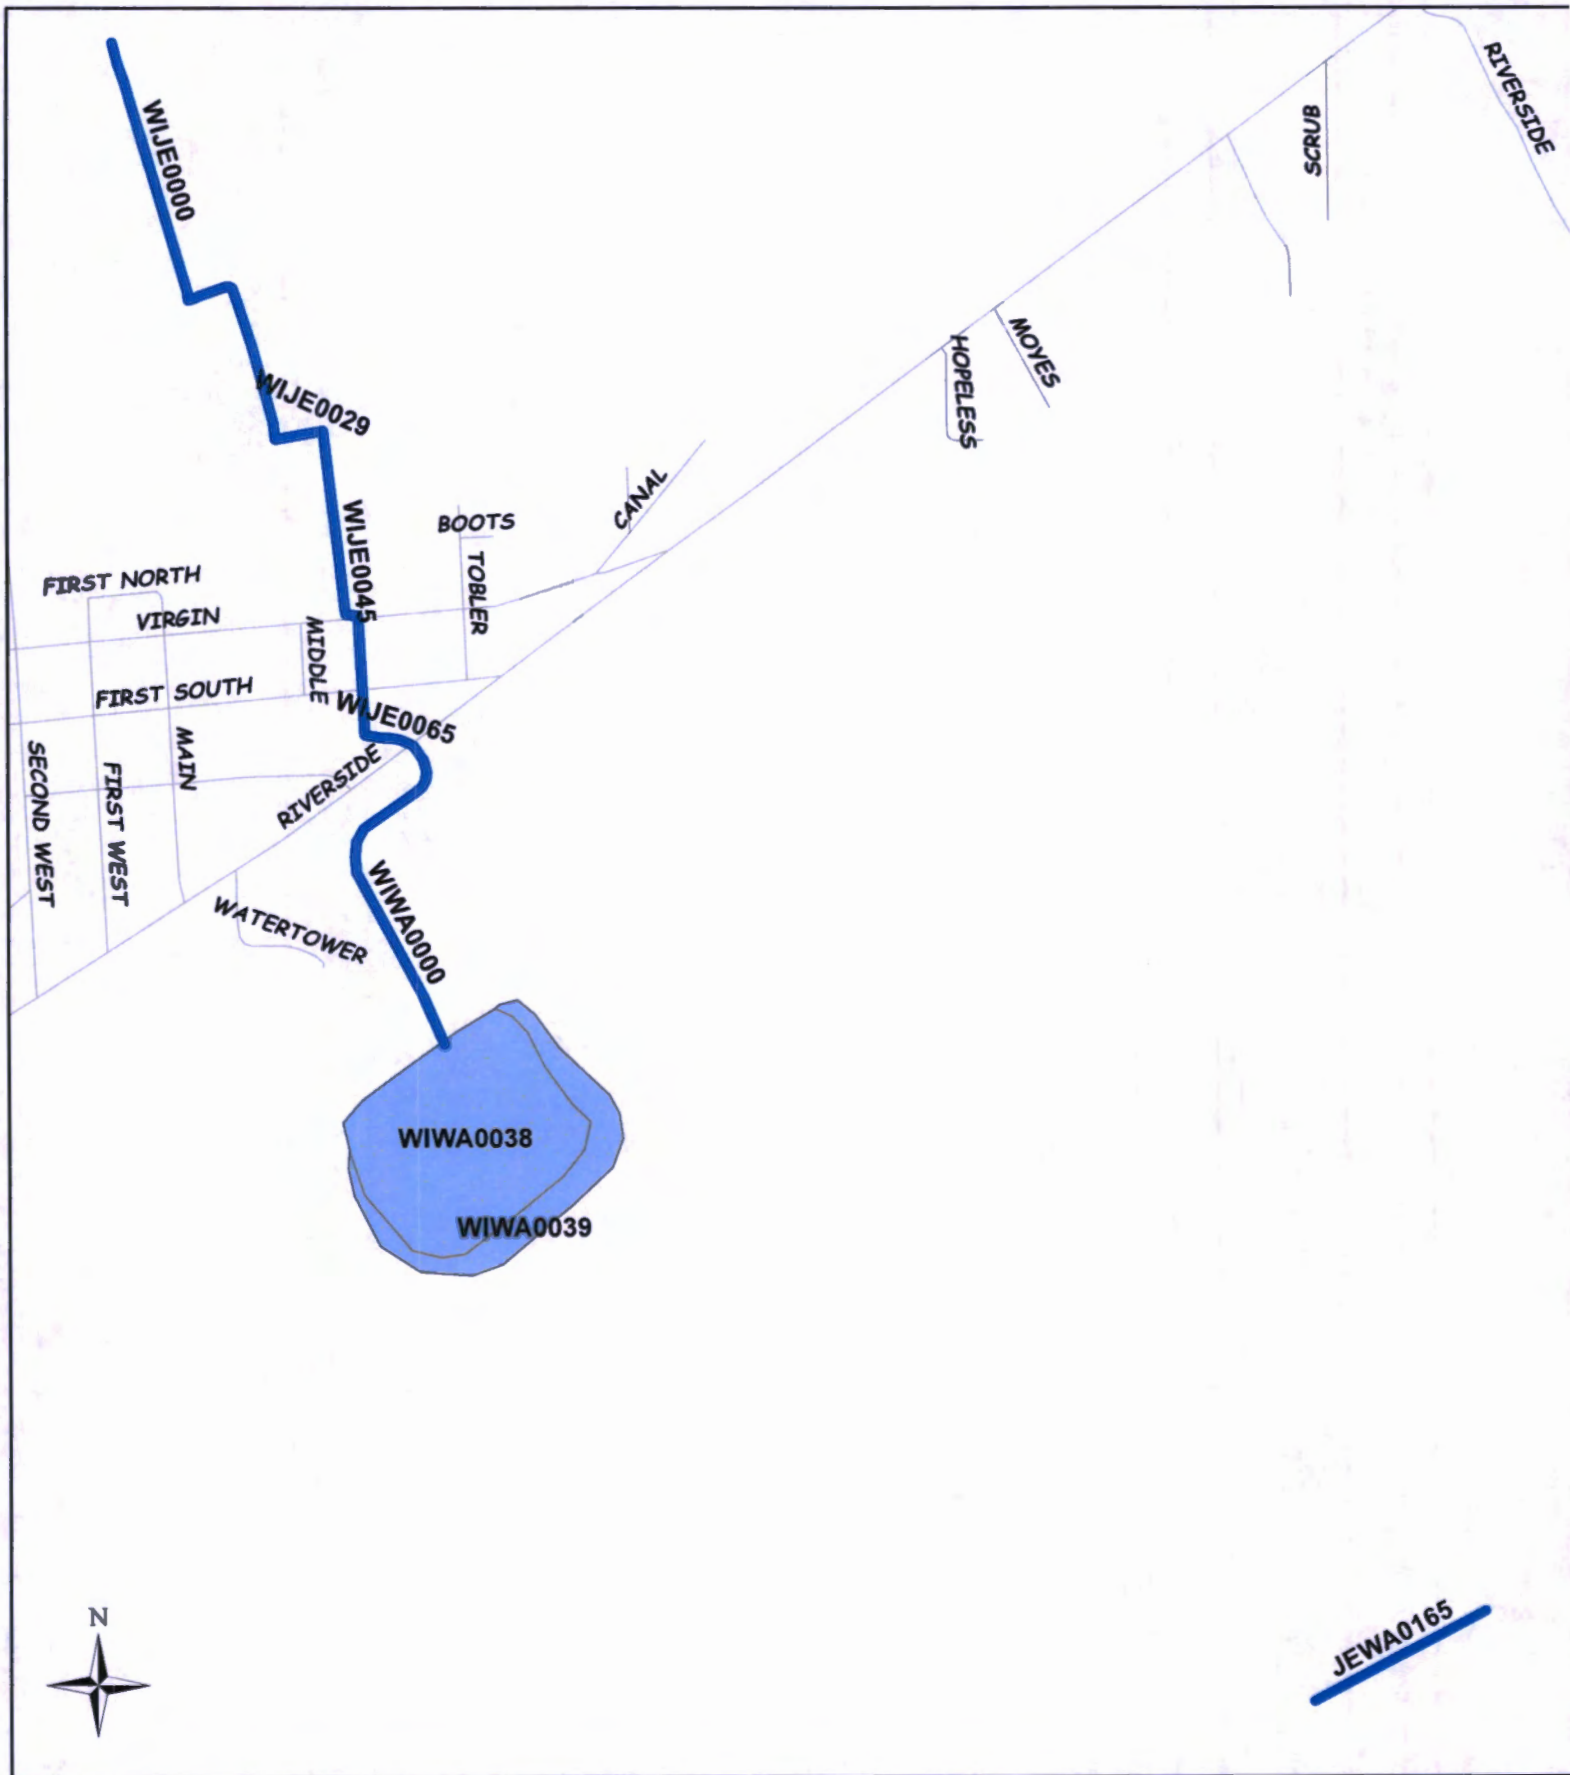 RIVERSIDE
WIJE0000
SCRUB
HOPELESS
MOYES
WIJE0029
BOOTS
CANAL
WIJE0045
TOBLER
FIRST NORTH
VIRGIN
MIDDLE
FIRST SOUTH
WIJE0065
MAIN
SECOND WEST
FIRST WEST
RIVERSIDE
WIWA0000
WATERTOWER
WIWA0038
WIWA0039
N
JEWA0165